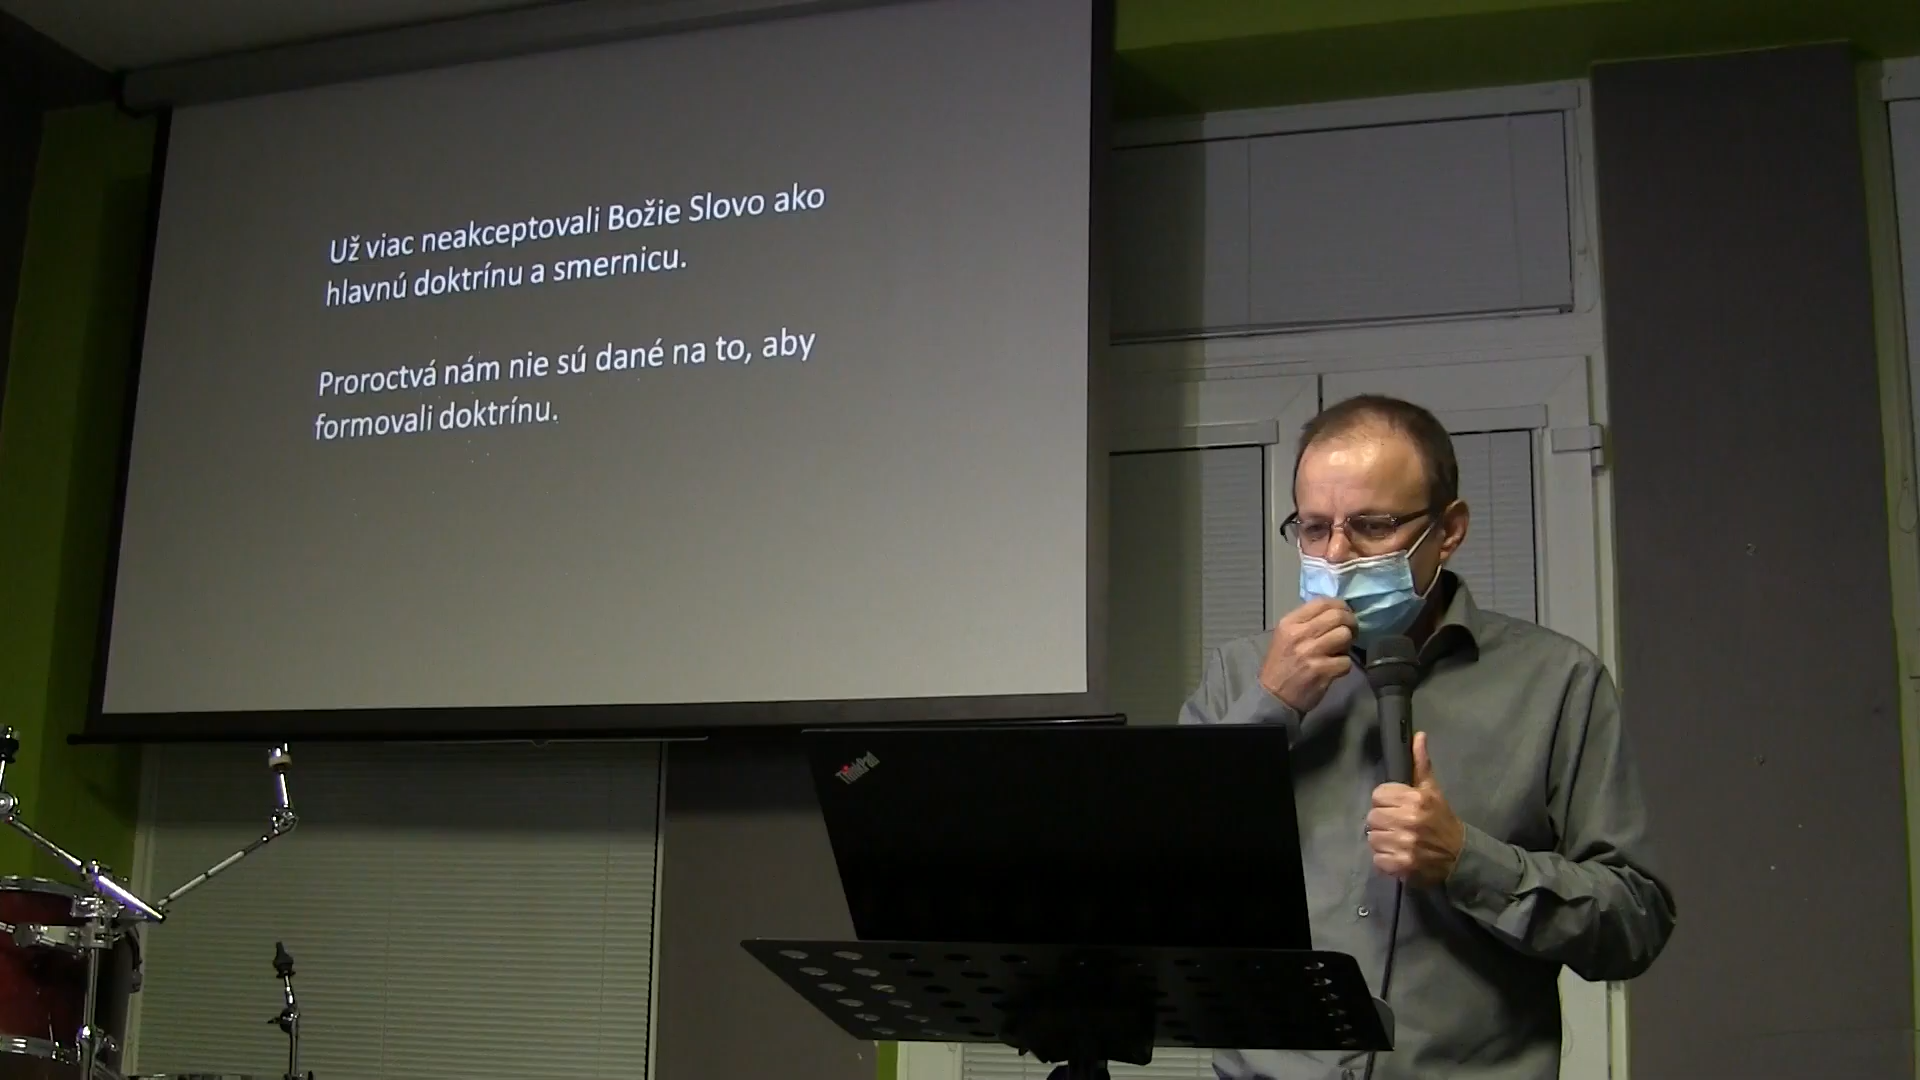 Už viac neakceptovali Božie Slovo ako
hlavnú doktrínu a smernicu.
Proroctvá nám nie sú dané na to, aby
formovali doktrínu.
ThinkPad